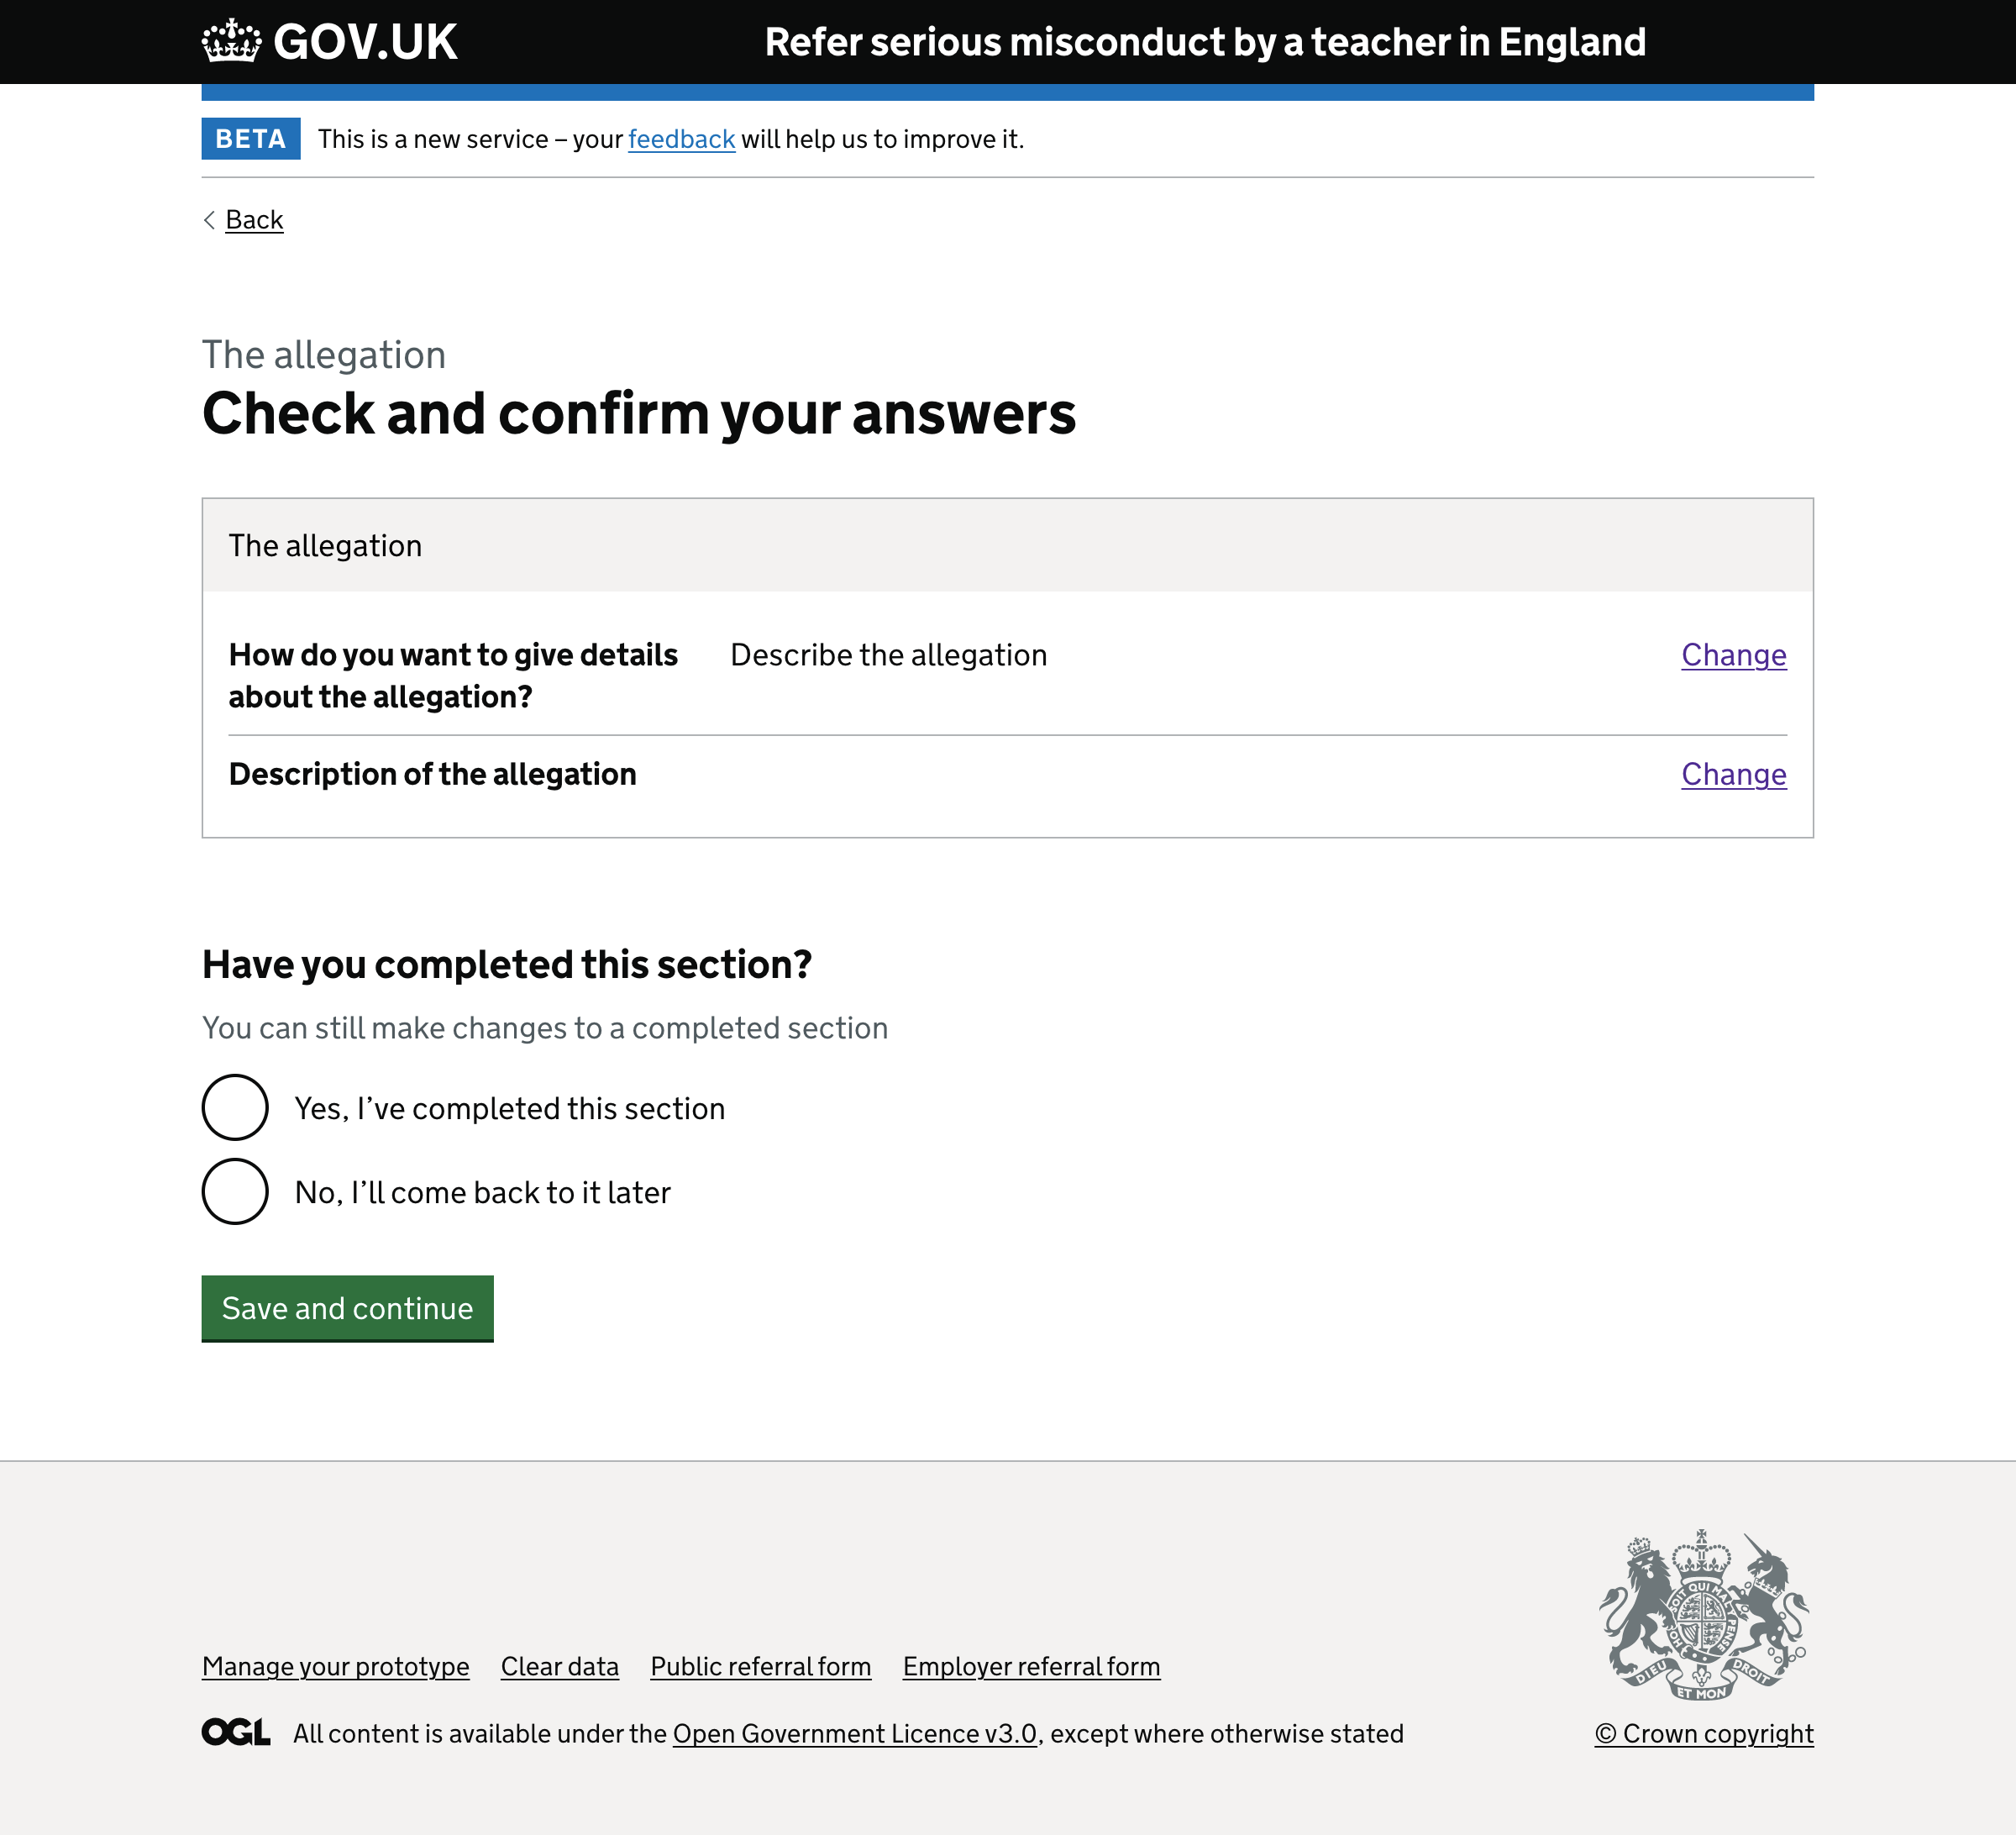 GOV.UK
Refer serious misconduct by a teacher in England
BETA
This is a new service – your feedback will help us to improve it.
Back
The allegation
Check and confirm your answers
The allegation
How do you want to give details
about the allegation?
Describe the allegation
Change
Description of the allegation
Change
Have you completed this section?
You can still make changes to a completed section
Yes, I’ve completed this section
No, I’ll come back to it later
Save and continue
Manage your prototype
Clear data
Public referral form
Employer referral form
OGL
All content is available under the Open Government Licence v3.0, except where otherwise stated
SOIT QUI MAL
PENSE
HO
DIEU
ET MON
DROIT
© Crown copyright